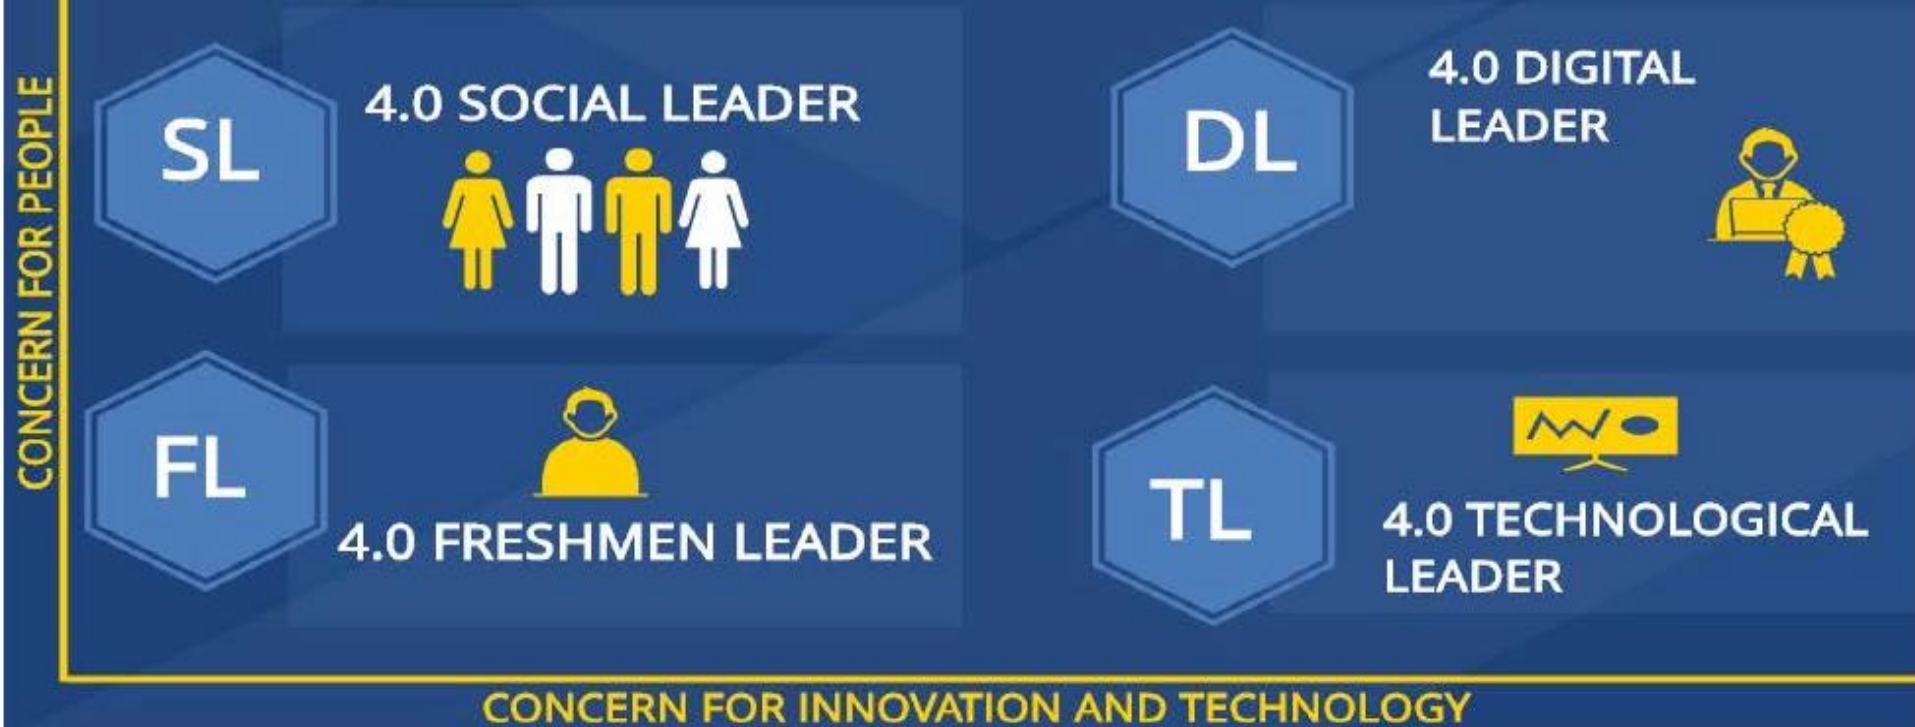 CONCERN FOR PEOPLE
SL
4.0 SOCIAL LEADER
DL
4.0 DIGITAL
LEADER
FL
4.0 FRESHMEN LEADER
TL
4.0 TECHNOLOGICAL
LEADER
CONCERN FOR INNOVATION AND TECHNOLOGY